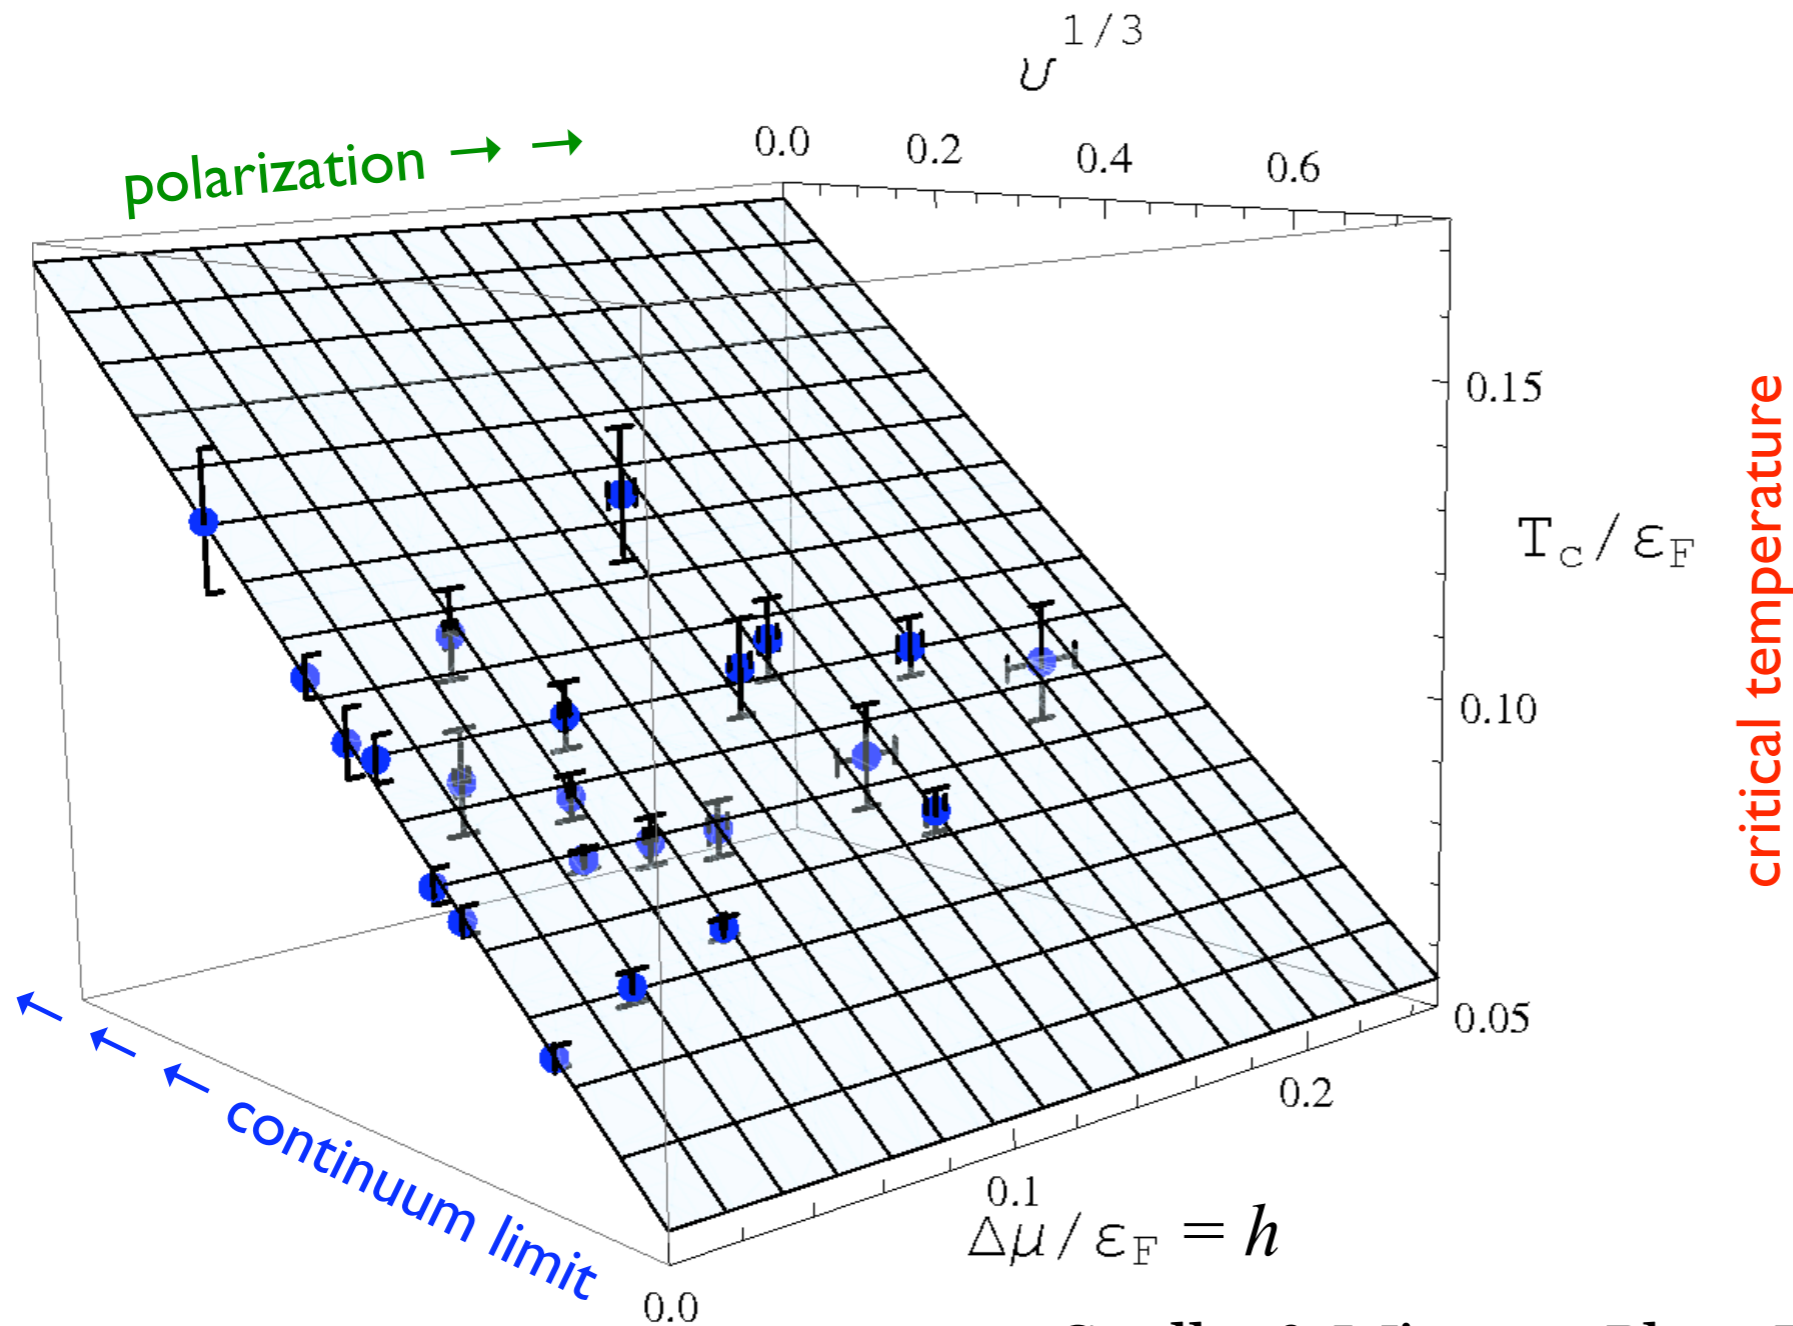 υ^1/3
0.0 0.2 0.4 0.6
polarization → →
0.15
T_c / ε_F
critical temperature
0.10
0.05
0.2
0.1
Δμ / ε_F = h
0.0
← ← ← continuum limit